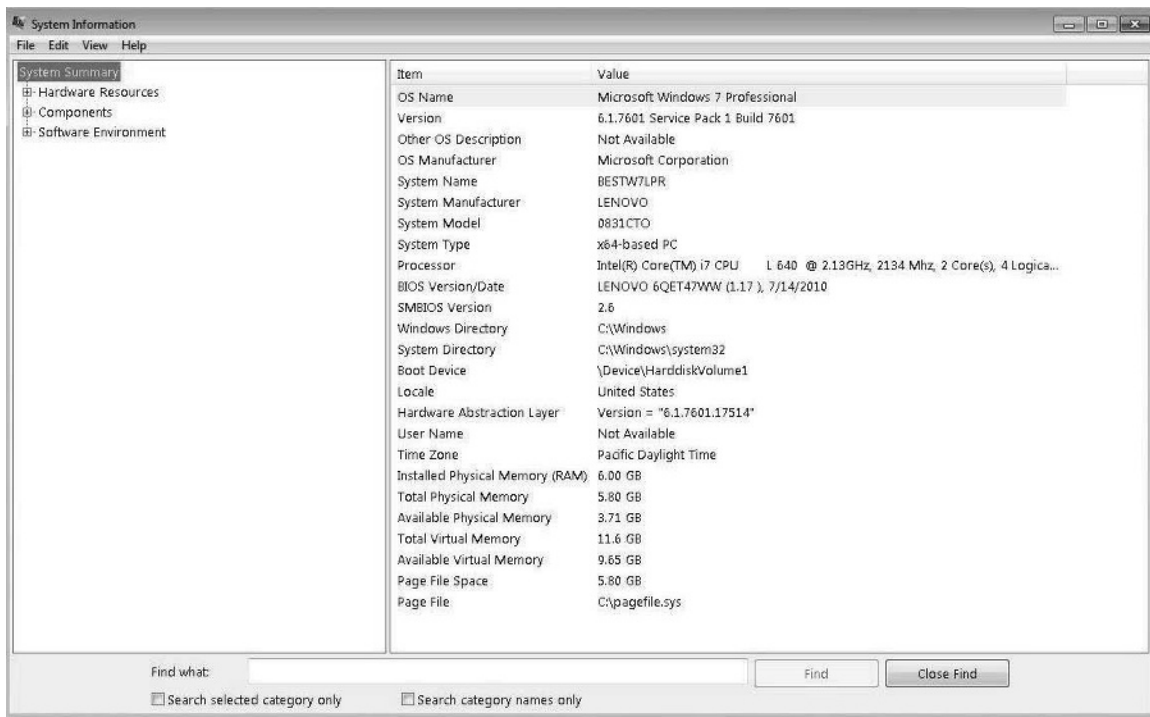 System Information
File Edit View Help
System Summary
Hardware Resources
Components
Software Environment
Item Value
OS Name Microsoft Windows 7 Professional
Version 6.1.7601 Service Pack 1 Build 7601
Other OS Description Not Available
OS Manufacturer Microsoft Corporation
System Name BESTW7LPR
System Manufacturer LENOVO
System Model 0831CTO
System Type x64-based PC
Processor Intel(R) Core(TM) i7 CPU L 640 @ 2.13GHz, 2134 Mhz, 2 Core(s), 4 Logica...
BIOS Version/Date LENOVO 6QET47WW (1.17 ), 7/14/2010
SMBIOS Version 2.6
Windows Directory C:\Windows
System Directory C:\Windows\system32
Boot Device \Device\HarddiskVolume1
Locale United States
Hardware Abstraction Layer Version = "6.1.7601.17514"
User Name Not Available
Time Zone Pacific Daylight Time
Installed Physical Memory (RAM) 6.00 GB
Total Physical Memory 5.80 GB
Available Physical Memory 3.71 GB
Total Virtual Memory 11.6 GB
Available Virtual Memory 9.65 GB
Page File Space 5.80 GB
Page File C:\pagefile.sys
Find what: Find Close Find
Search selected category only Search category names only